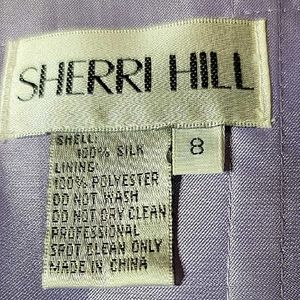 SHERRI HILL
8
SHELL:
100% SILK
LINING:
100% POLYESTER
DO NOT WASH
DO NOT DRY CLEAN
PROFESSIONAL
SPOT CLEAN ONLY
MADE IN CHINA